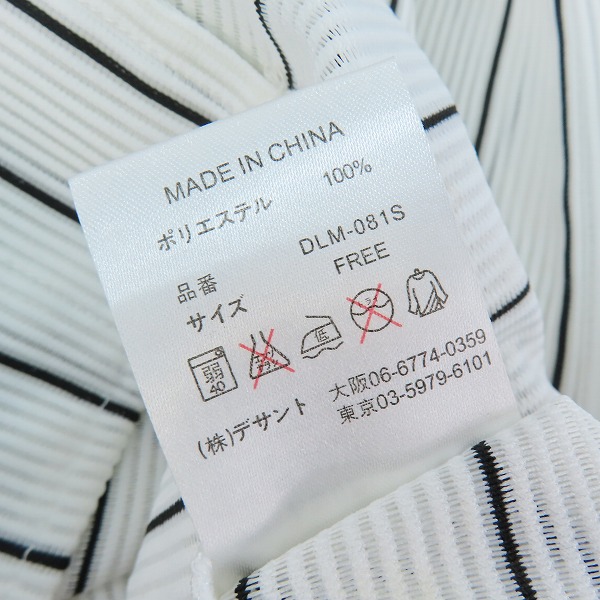 MADE IN CHINA
ポリエステル 100%
品番 DLM-081S
サイズ FREE
弱 40 低
(株)デサント 大阪06-6774-0359
東京03-5979-6101